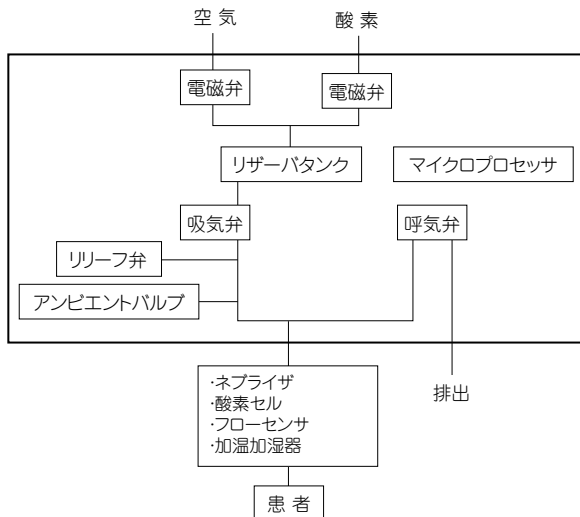 空気
酸素
電磁弁
電磁弁
リザーバタンク
マイクロプロセッサ
吸気弁
呼気弁
リリーフ弁
アンビエントバルブ
・ネブライザ
・酸素セル
・フローセンサ
・加温加湿器
排出
患者